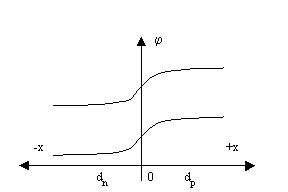 φ
-x +x
dn 0 dp